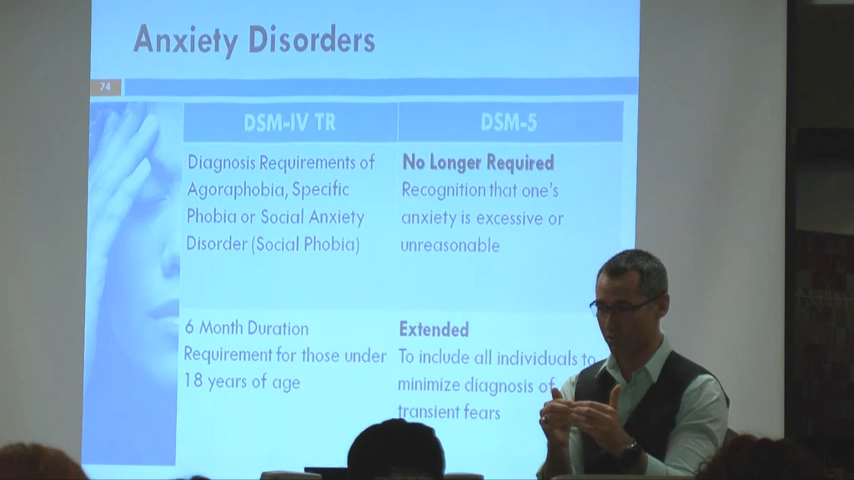 Anxiety Disorders
74
DSM-IV TR
DSM-5
Diagnosis Requirements of
Agoraphobia, Specific
Phobia or Social Anxiety
Disorder (Social Phobia)
No Longer Required
Recognition that one's
anxiety is excessive or
unreasonable
6 Month Duration
Requirement for those under
18 years of age
Extended
To include all individuals to
minimize diagnosis of
transient fears